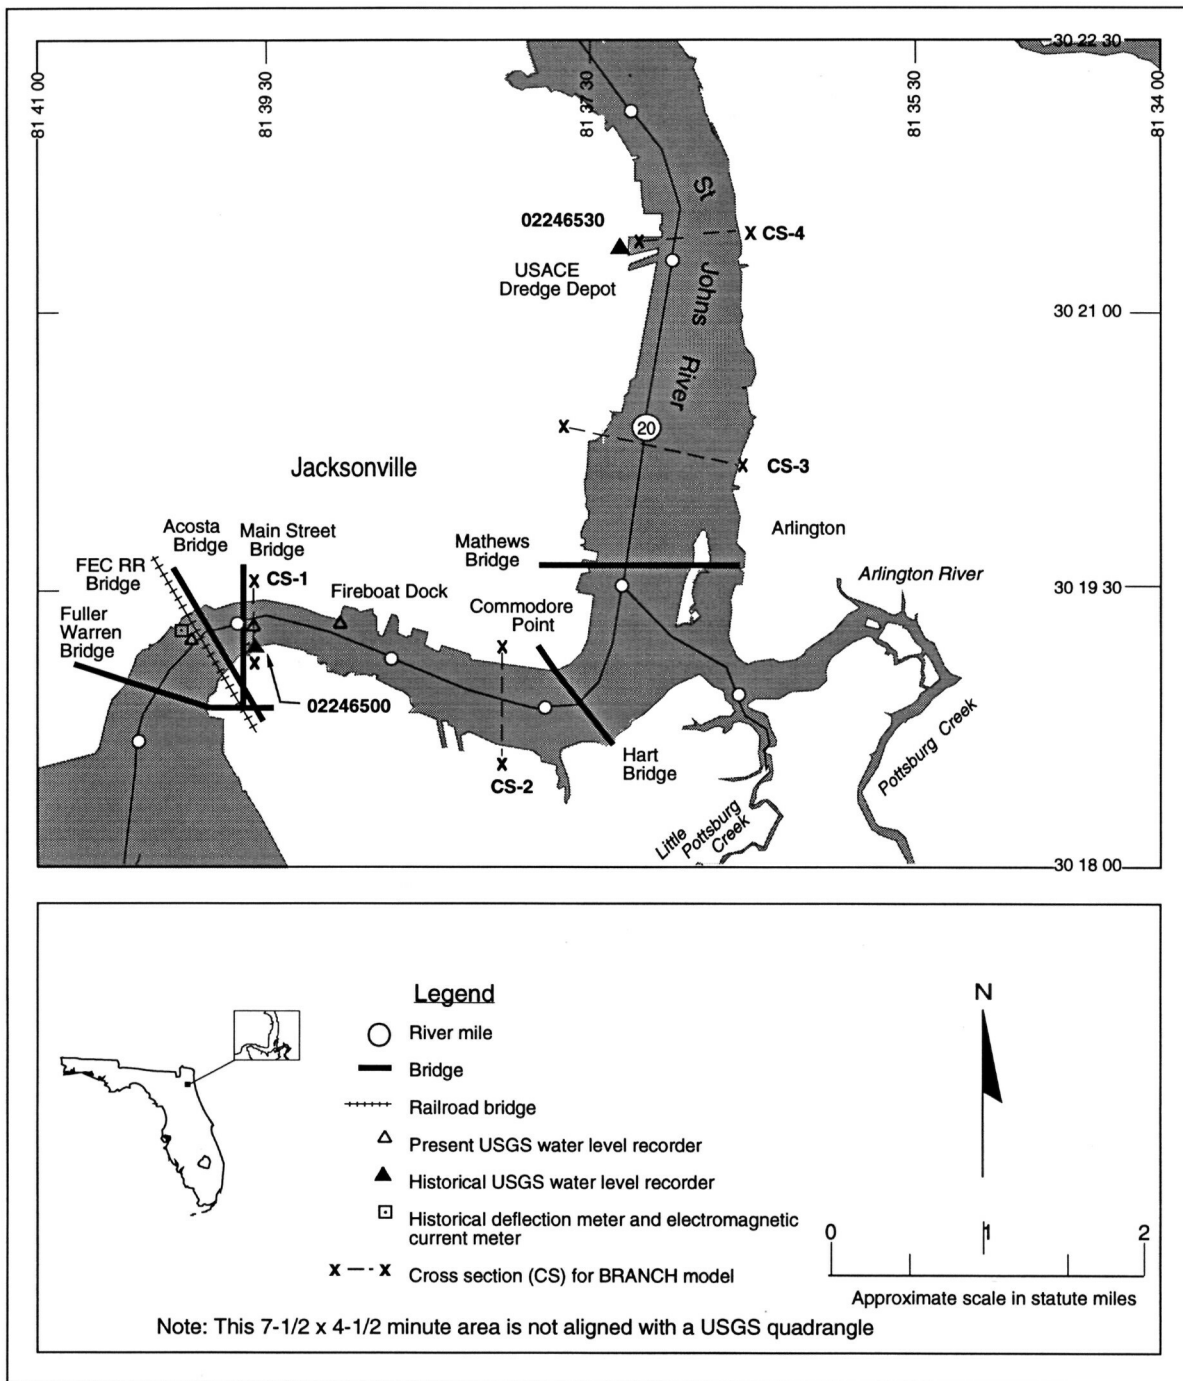 30 22 30
81 41 00
81 39 30
81 37 30
81 35 30
81 34 00
St
Johns
River
02246530
X
X CS-4
USACE
Dredge Depot
30 21 00
X
20
X CS-3
Jacksonville
Arlington
Acosta
Bridge
Main Street
Bridge
Mathews
Bridge
FEC RR
Bridge
X CS-1
Fireboat Dock
Commodore
Point
Arlington River
30 19 30
Fuller
Warren
Bridge
X
X
02246500
Hart
Bridge
X
CS-2
Pottsburg Creek
Little
Pottsburg
Creek
30 18 00
Legend
River mile
Bridge
Railroad bridge
Present USGS water level recorder
Historical USGS water level recorder
Historical deflection meter and electromagnetic
current meter
X — - X Cross section (CS) for BRANCH model
N
0 1 2
Approximate scale in statute miles
Note: This 7-1/2 x 4-1/2 minute area is not aligned with a USGS quadrangle